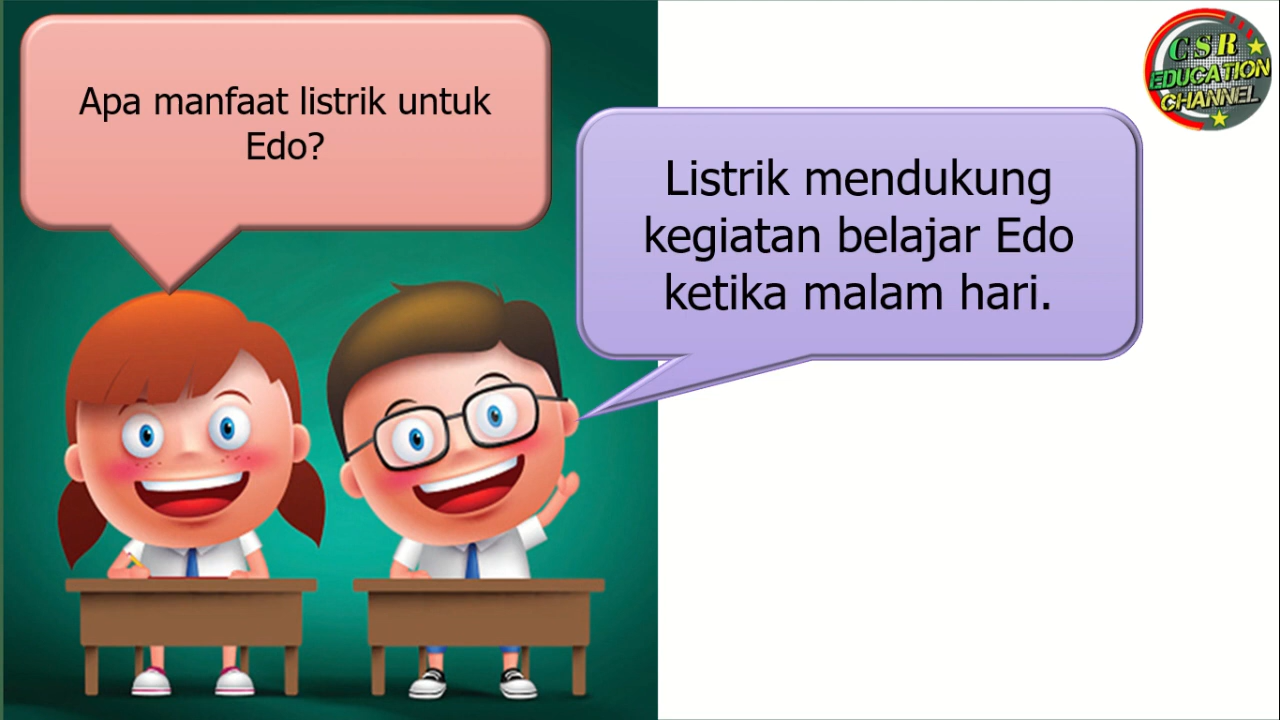 Apa manfaat listrik untuk
Edo?
Listrik mendukung
kegiatan belajar Edo
ketika malam hari.
CSR
EDUCATION
CHANNEL